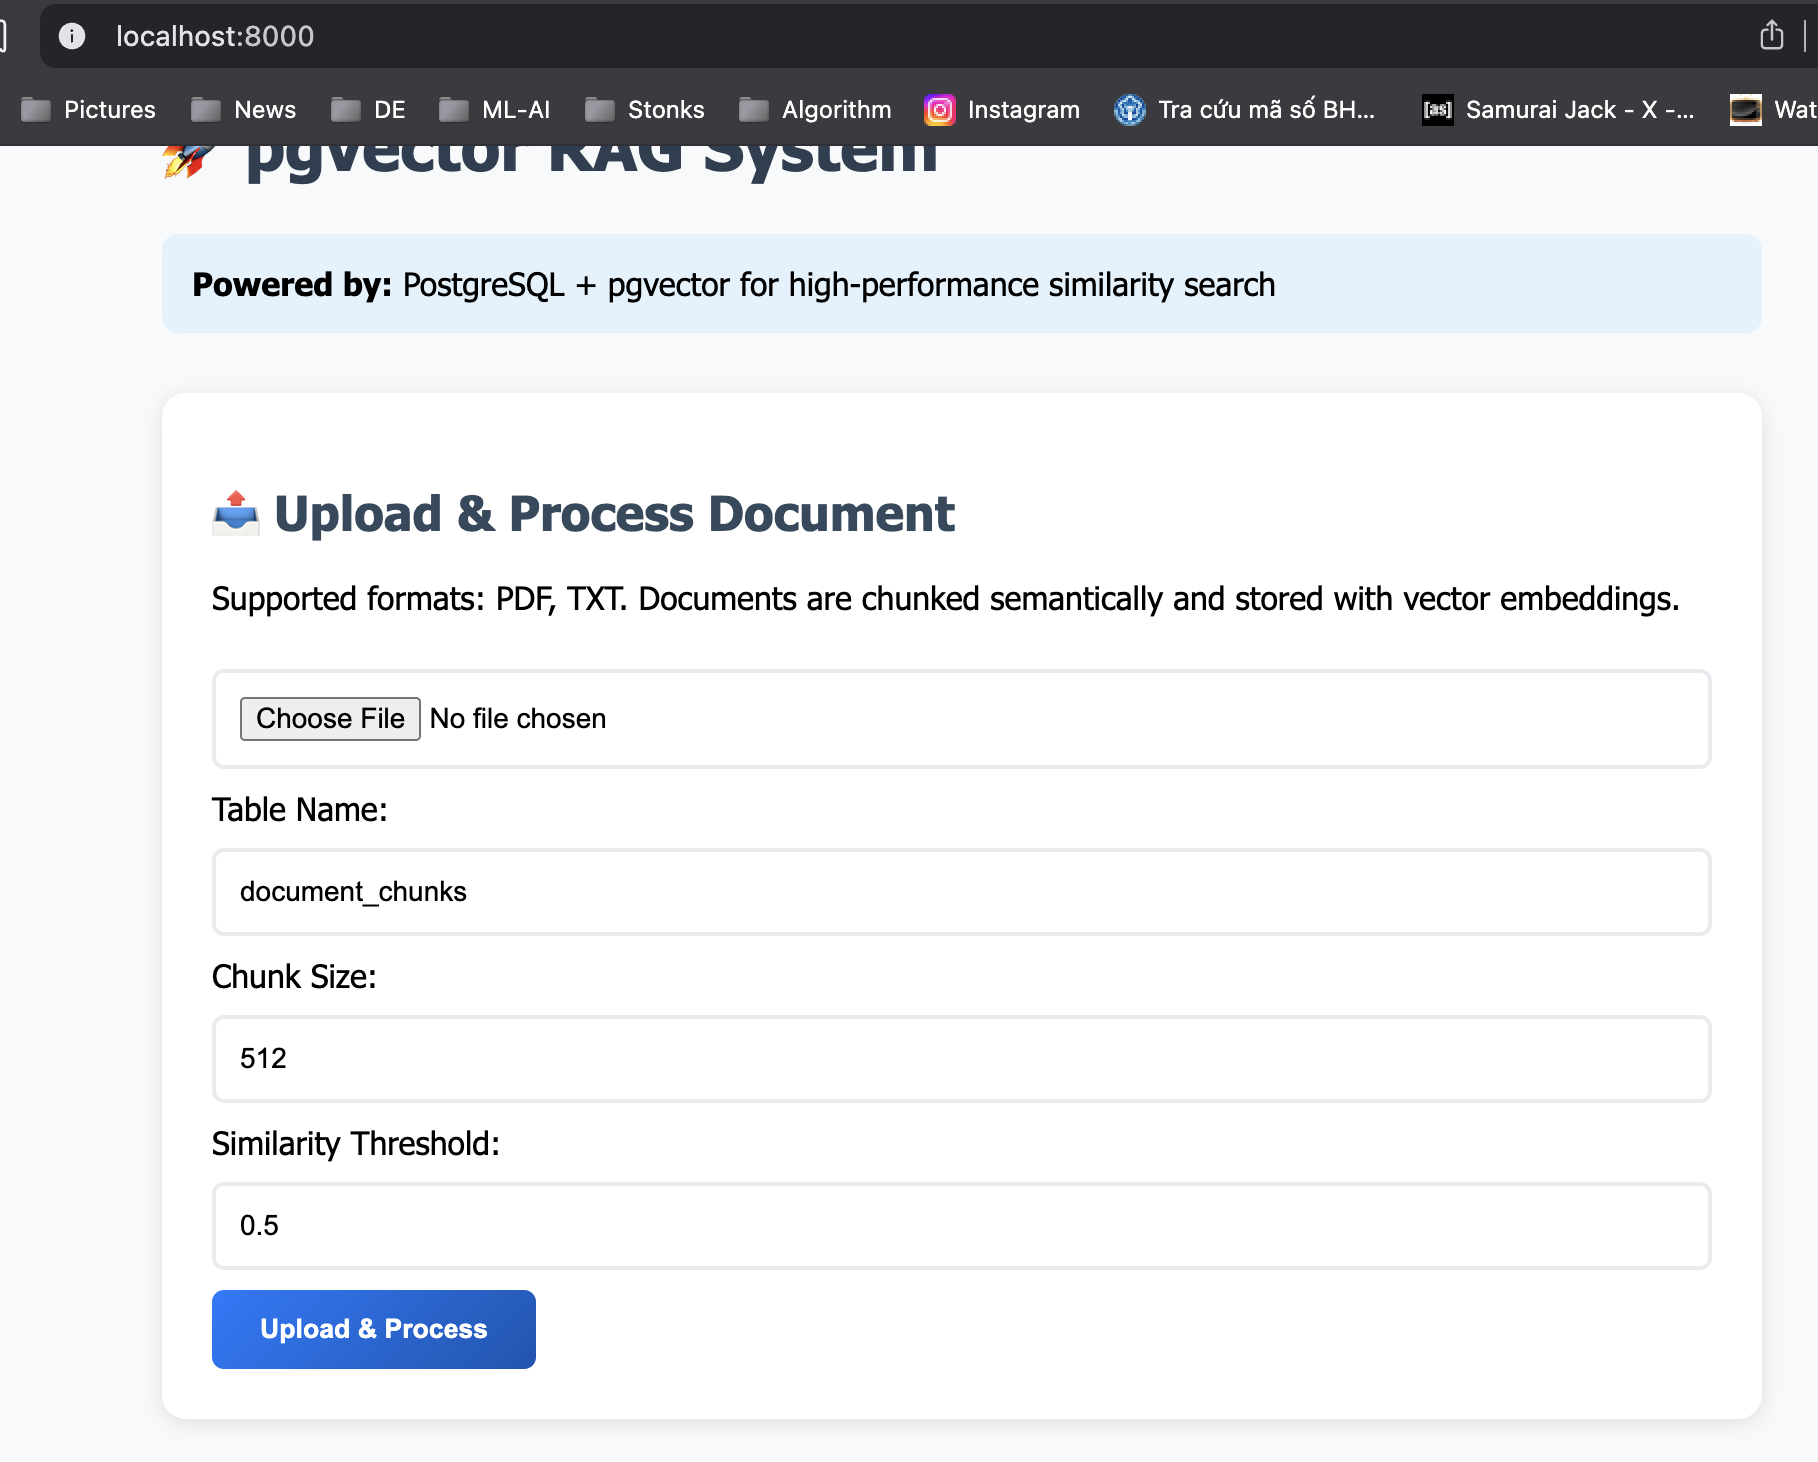 localhost:8000
Pictures News DE ML-AI Stonks Algorithm Instagram Tra cứu mã số BH... Samurai Jack - X -... Wat
pgvector RAG System
Powered by: PostgreSQL + pgvector for high-performance similarity search
Upload & Process Document
Supported formats: PDF, TXT. Documents are chunked semantically and stored with vector embeddings.
Choose File No file chosen
Table Name:
document_chunks
Chunk Size:
512
Similarity Threshold:
0.5
Upload & Process